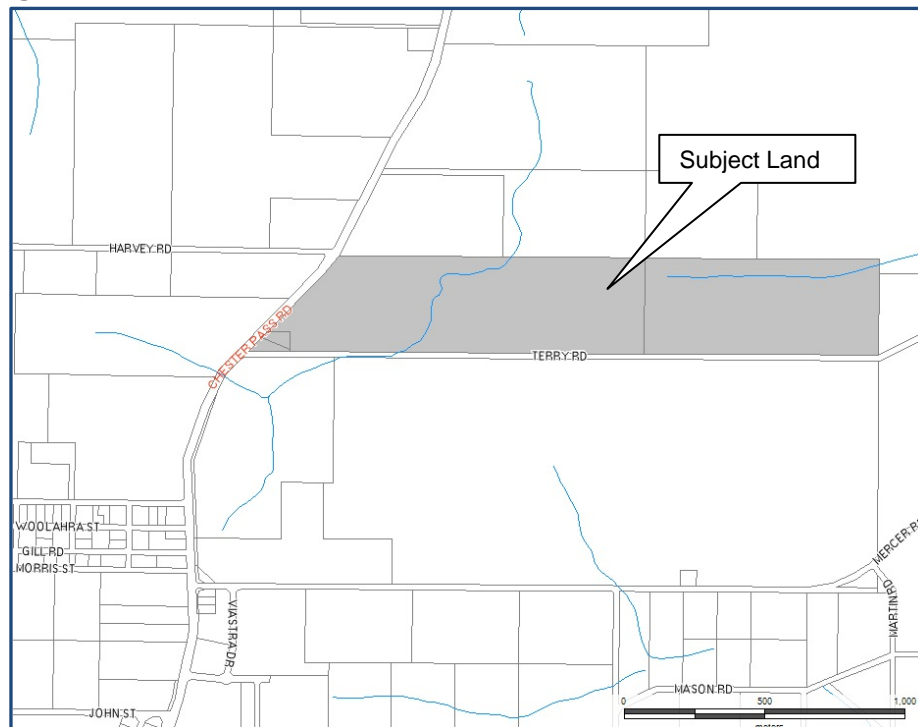 Subject Land
HARVEY RD
CHESTER PASS RD
TERRY RD
WOOLAHRA ST
GILL RD
MORRIS ST
MERCER R
MARTIN RD
VIASTRA DR
MASON RD
JOHN ST
0 500 1,000
meters